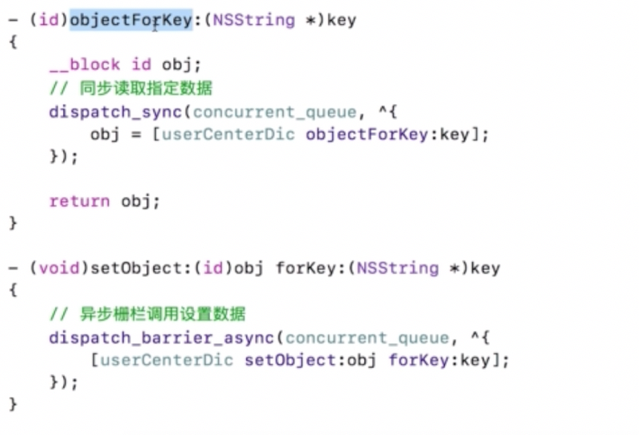 - (id)objectForKey:(NSString *)key
{
    __block id obj;
    // 同步读取指定数据
    dispatch_sync(concurrent_queue, ^{
        obj = [userCenterDic objectForKey:key];
    });
    return obj;
}
- (void)setObject:(id)obj forKey:(NSString *)key
{
    // 异步栅栏调用设置数据
    dispatch_barrier_async(concurrent_queue, ^{
        [userCenterDic setObject:obj forKey:key];
    });
}